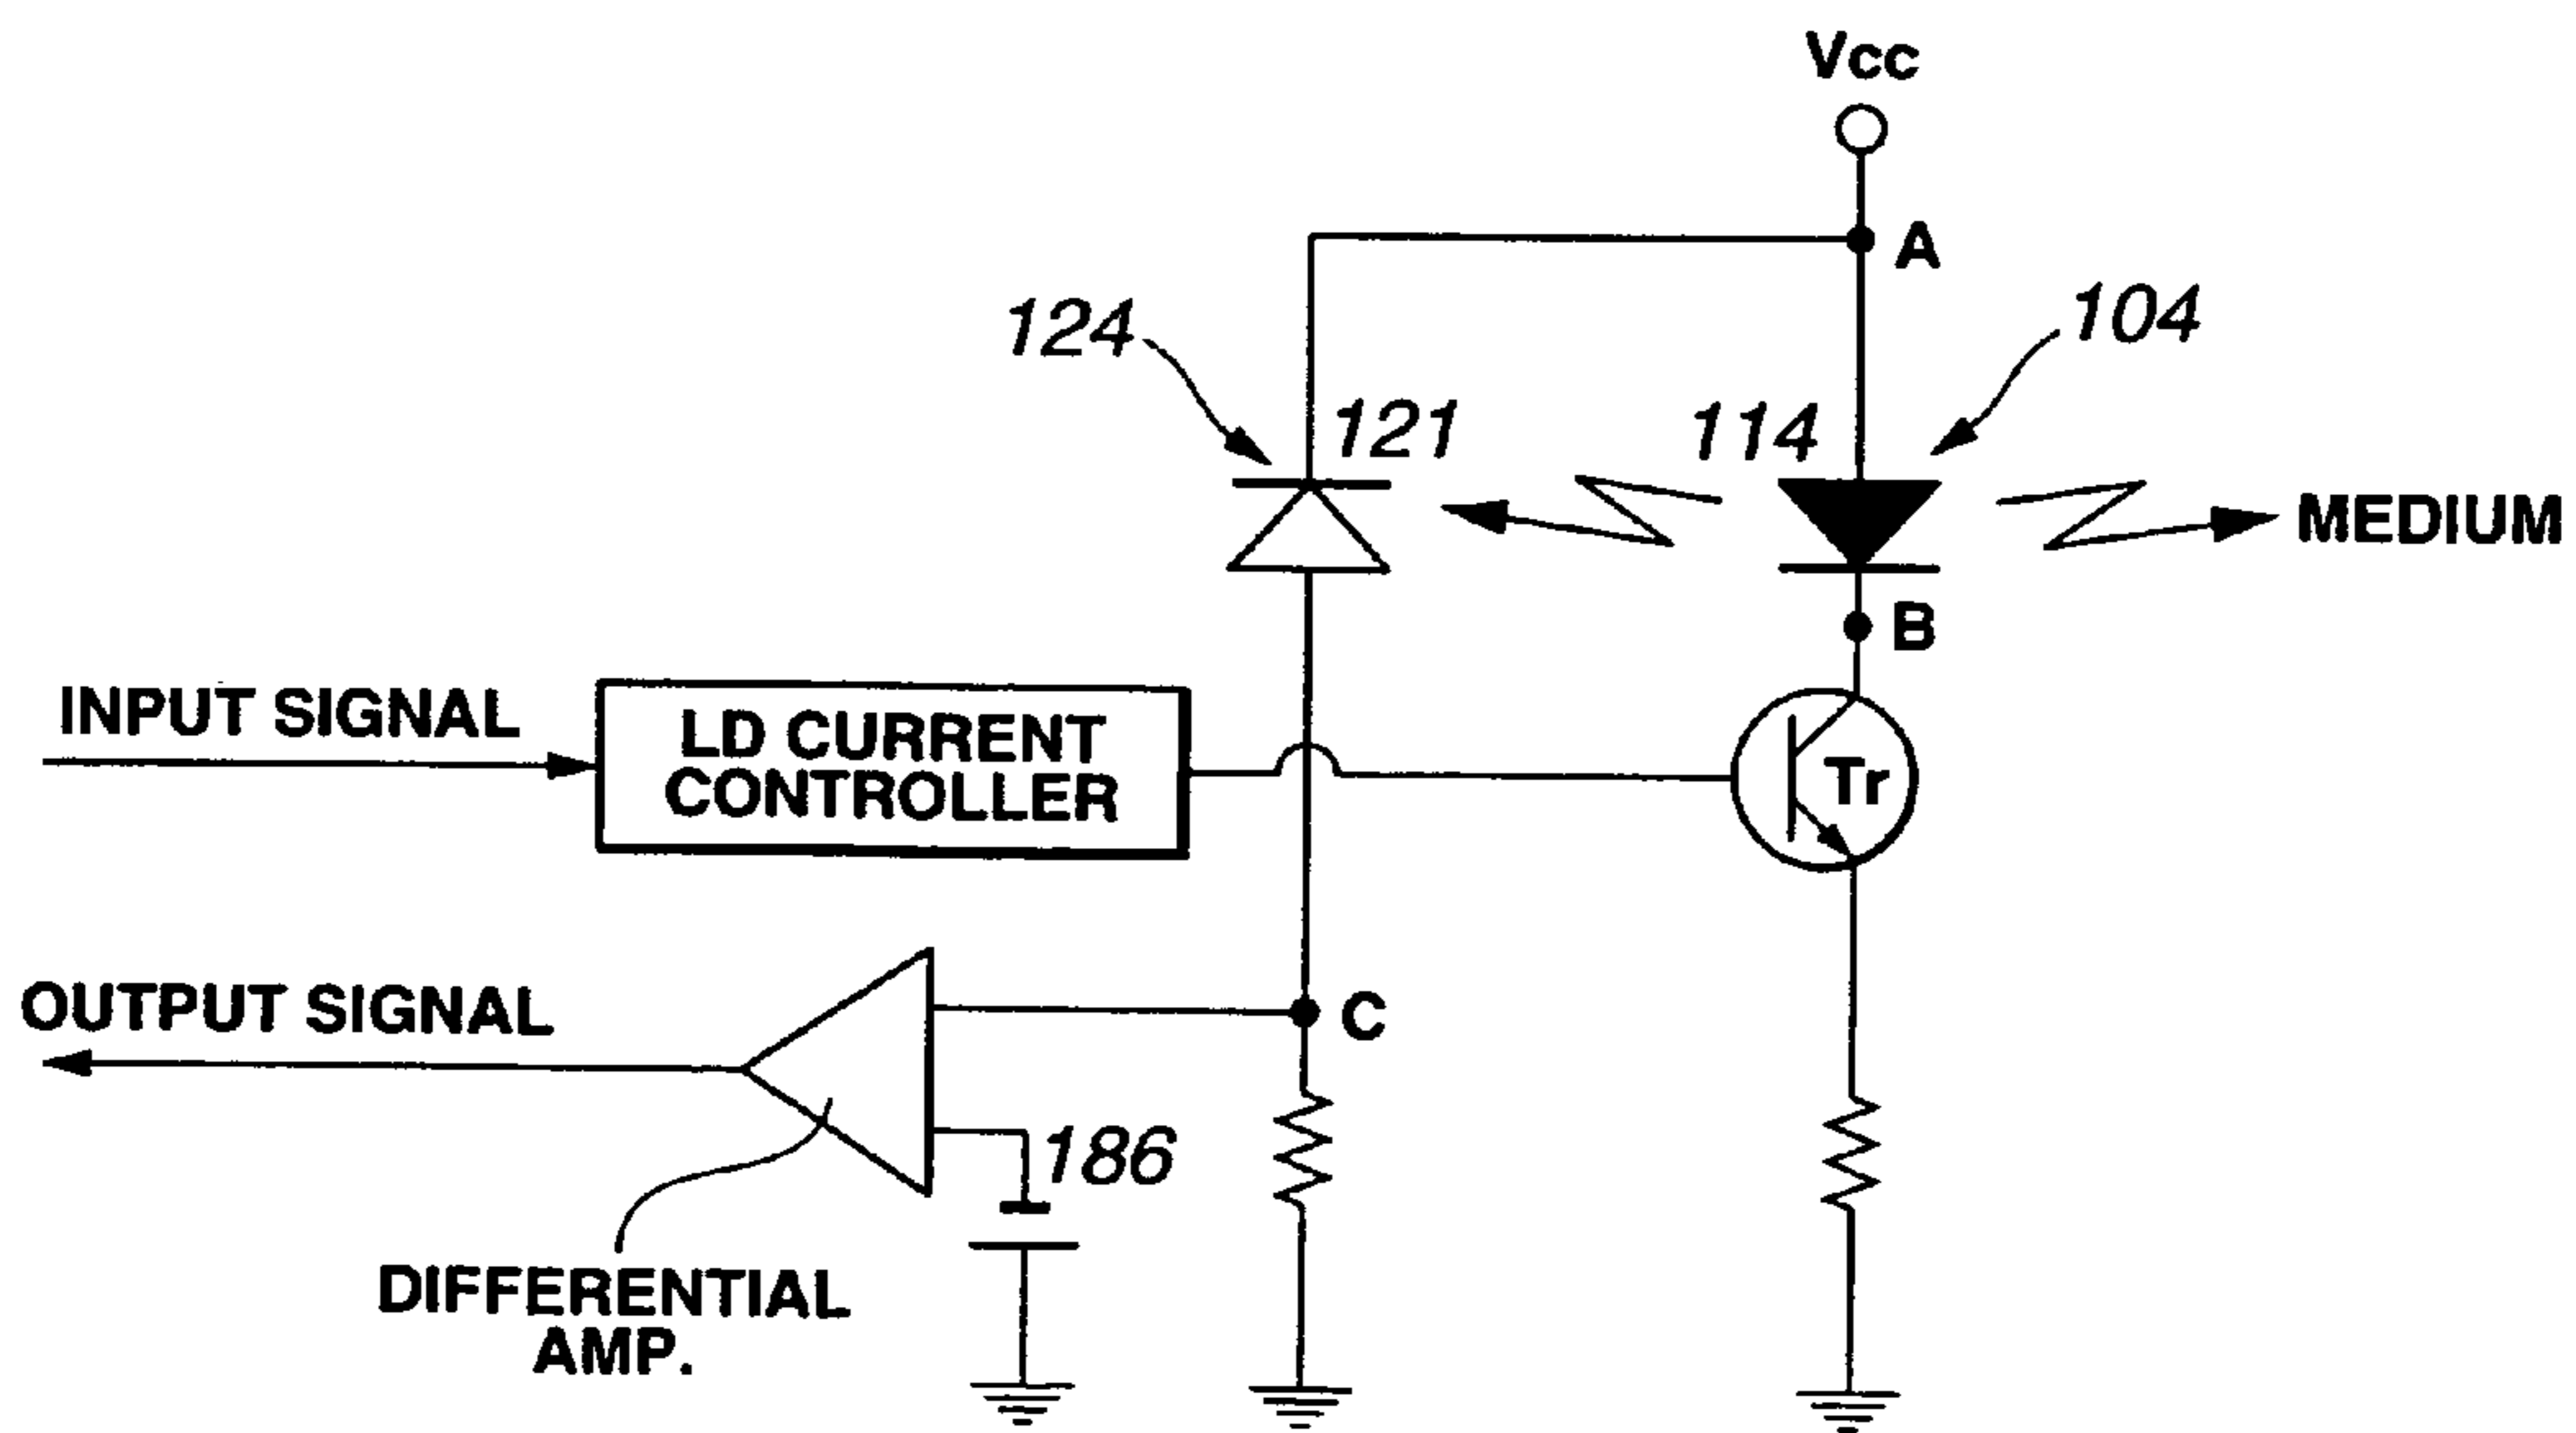 Vcc
A
124
104
121
114
MEDIUM
B
INPUT SIGNAL
LD CURRENT
CONTROLLER
Tr
OUTPUT SIGNAL
C
186
DIFFERENTIAL
AMP.